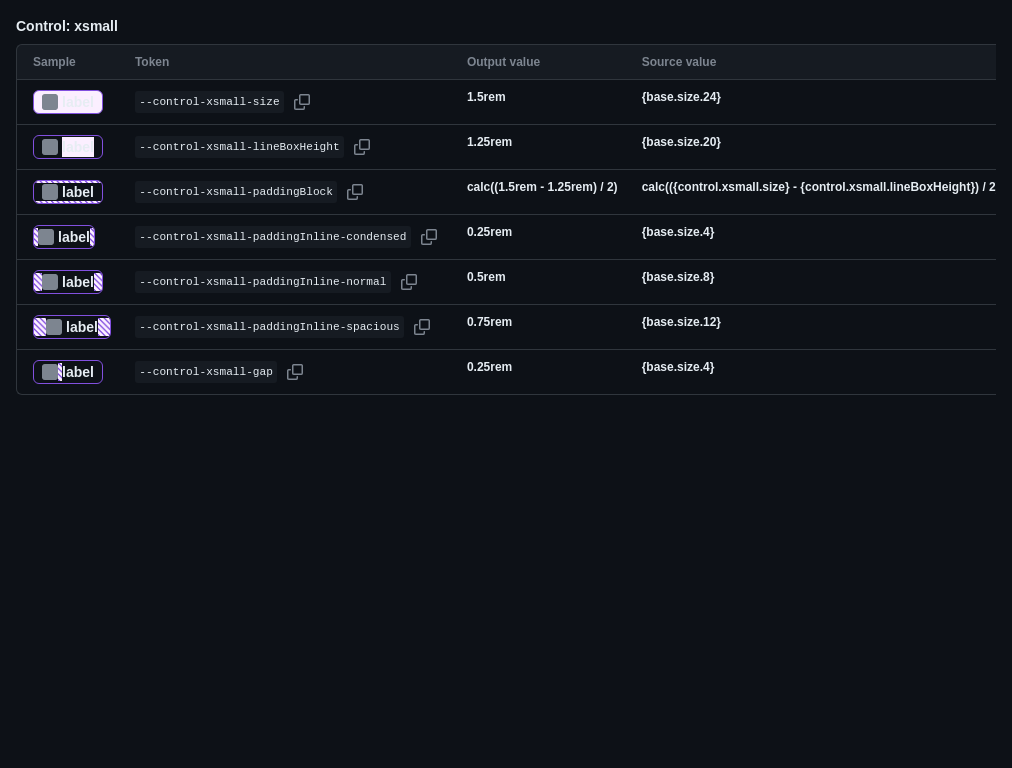 Control: xsmall
Sample Token Output value Source value
label --control-xsmall-size 1.5rem {base.size.24}
label --control-xsmall-lineBoxHeight 1.25rem {base.size.20}
label --control-xsmall-paddingBlock calc((1.5rem - 1.25rem) / 2) calc(({control.xsmall.size} - {control.xsmall.lineBoxHeight}) / 2
label --control-xsmall-paddingInline-condensed 0.25rem {base.size.4}
label --control-xsmall-paddingInline-normal 0.5rem {base.size.8}
label --control-xsmall-paddingInline-spacious 0.75rem {base.size.12}
label --control-xsmall-gap 0.25rem {base.size.4}